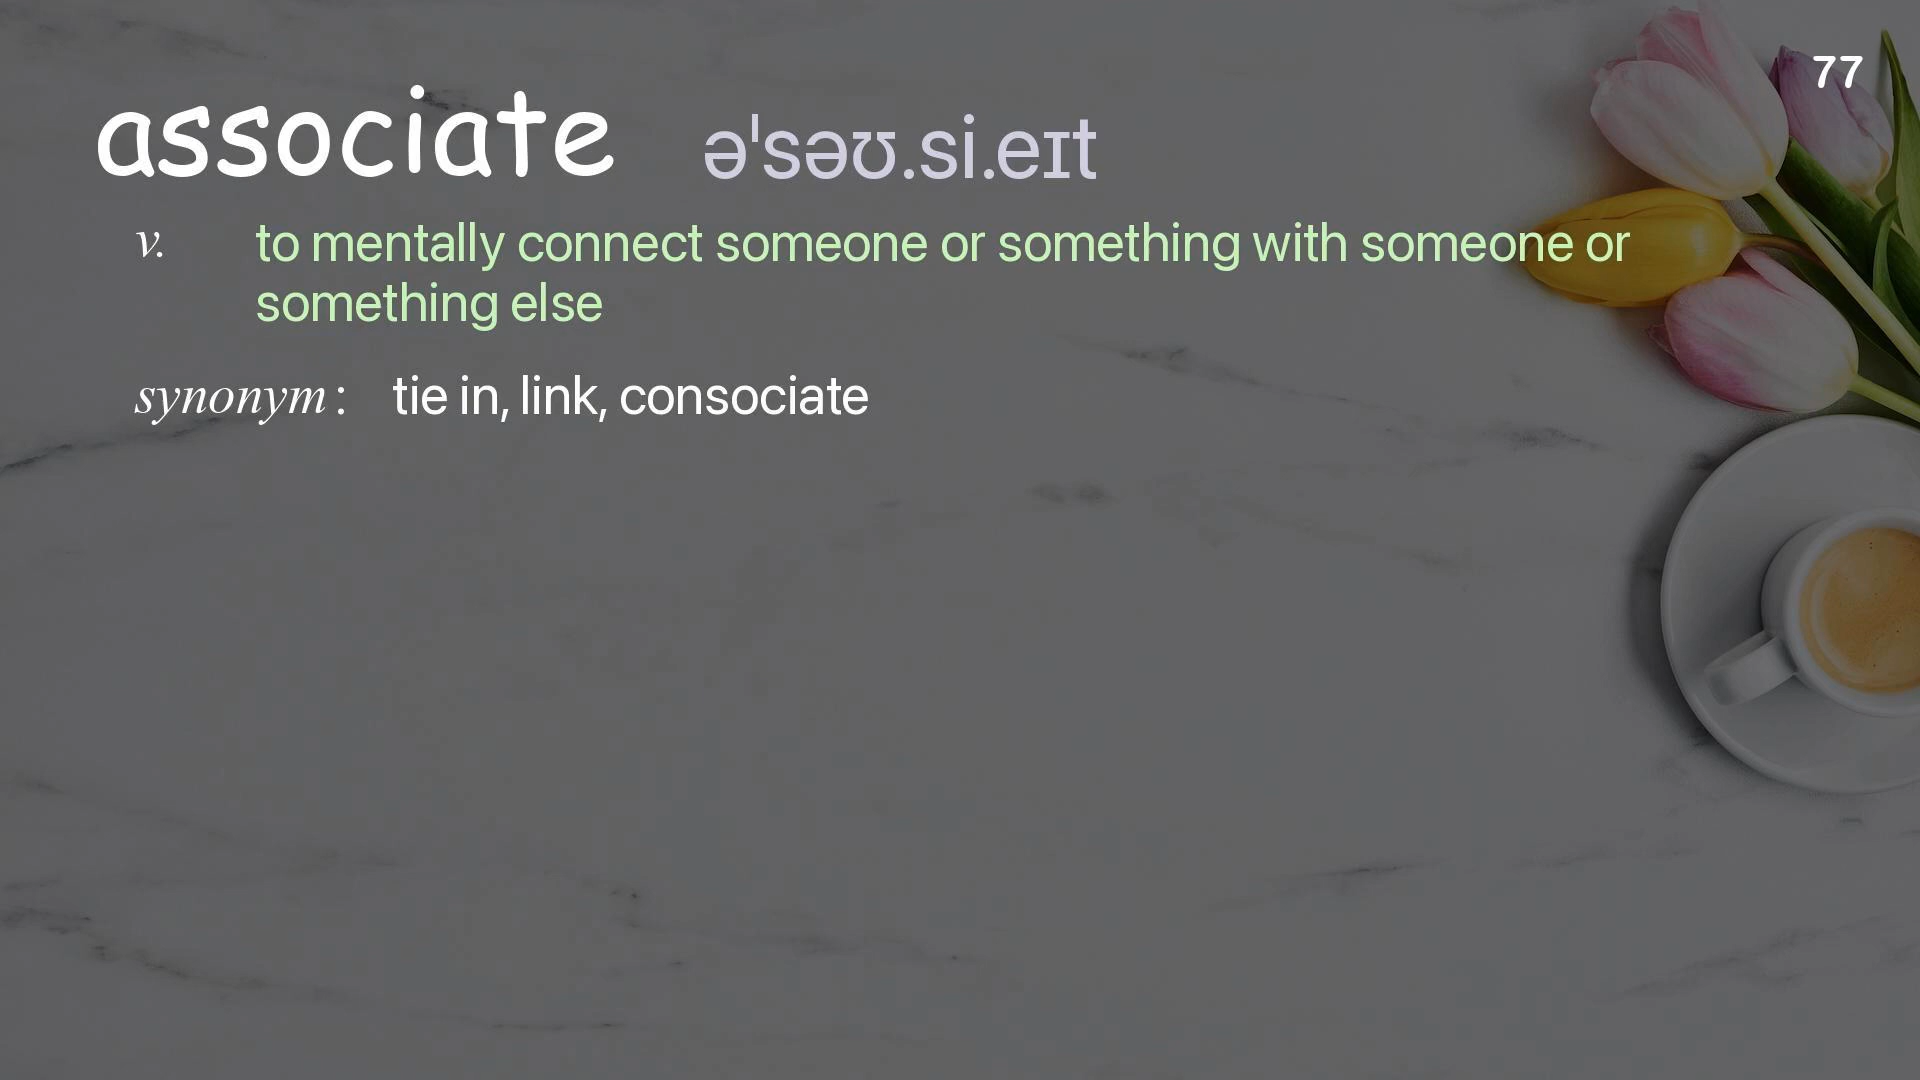 77
associate əˈsəʊ.si.eɪt
v. to mentally connect someone or something with someone or
something else
synonym : tie in, link, consociate